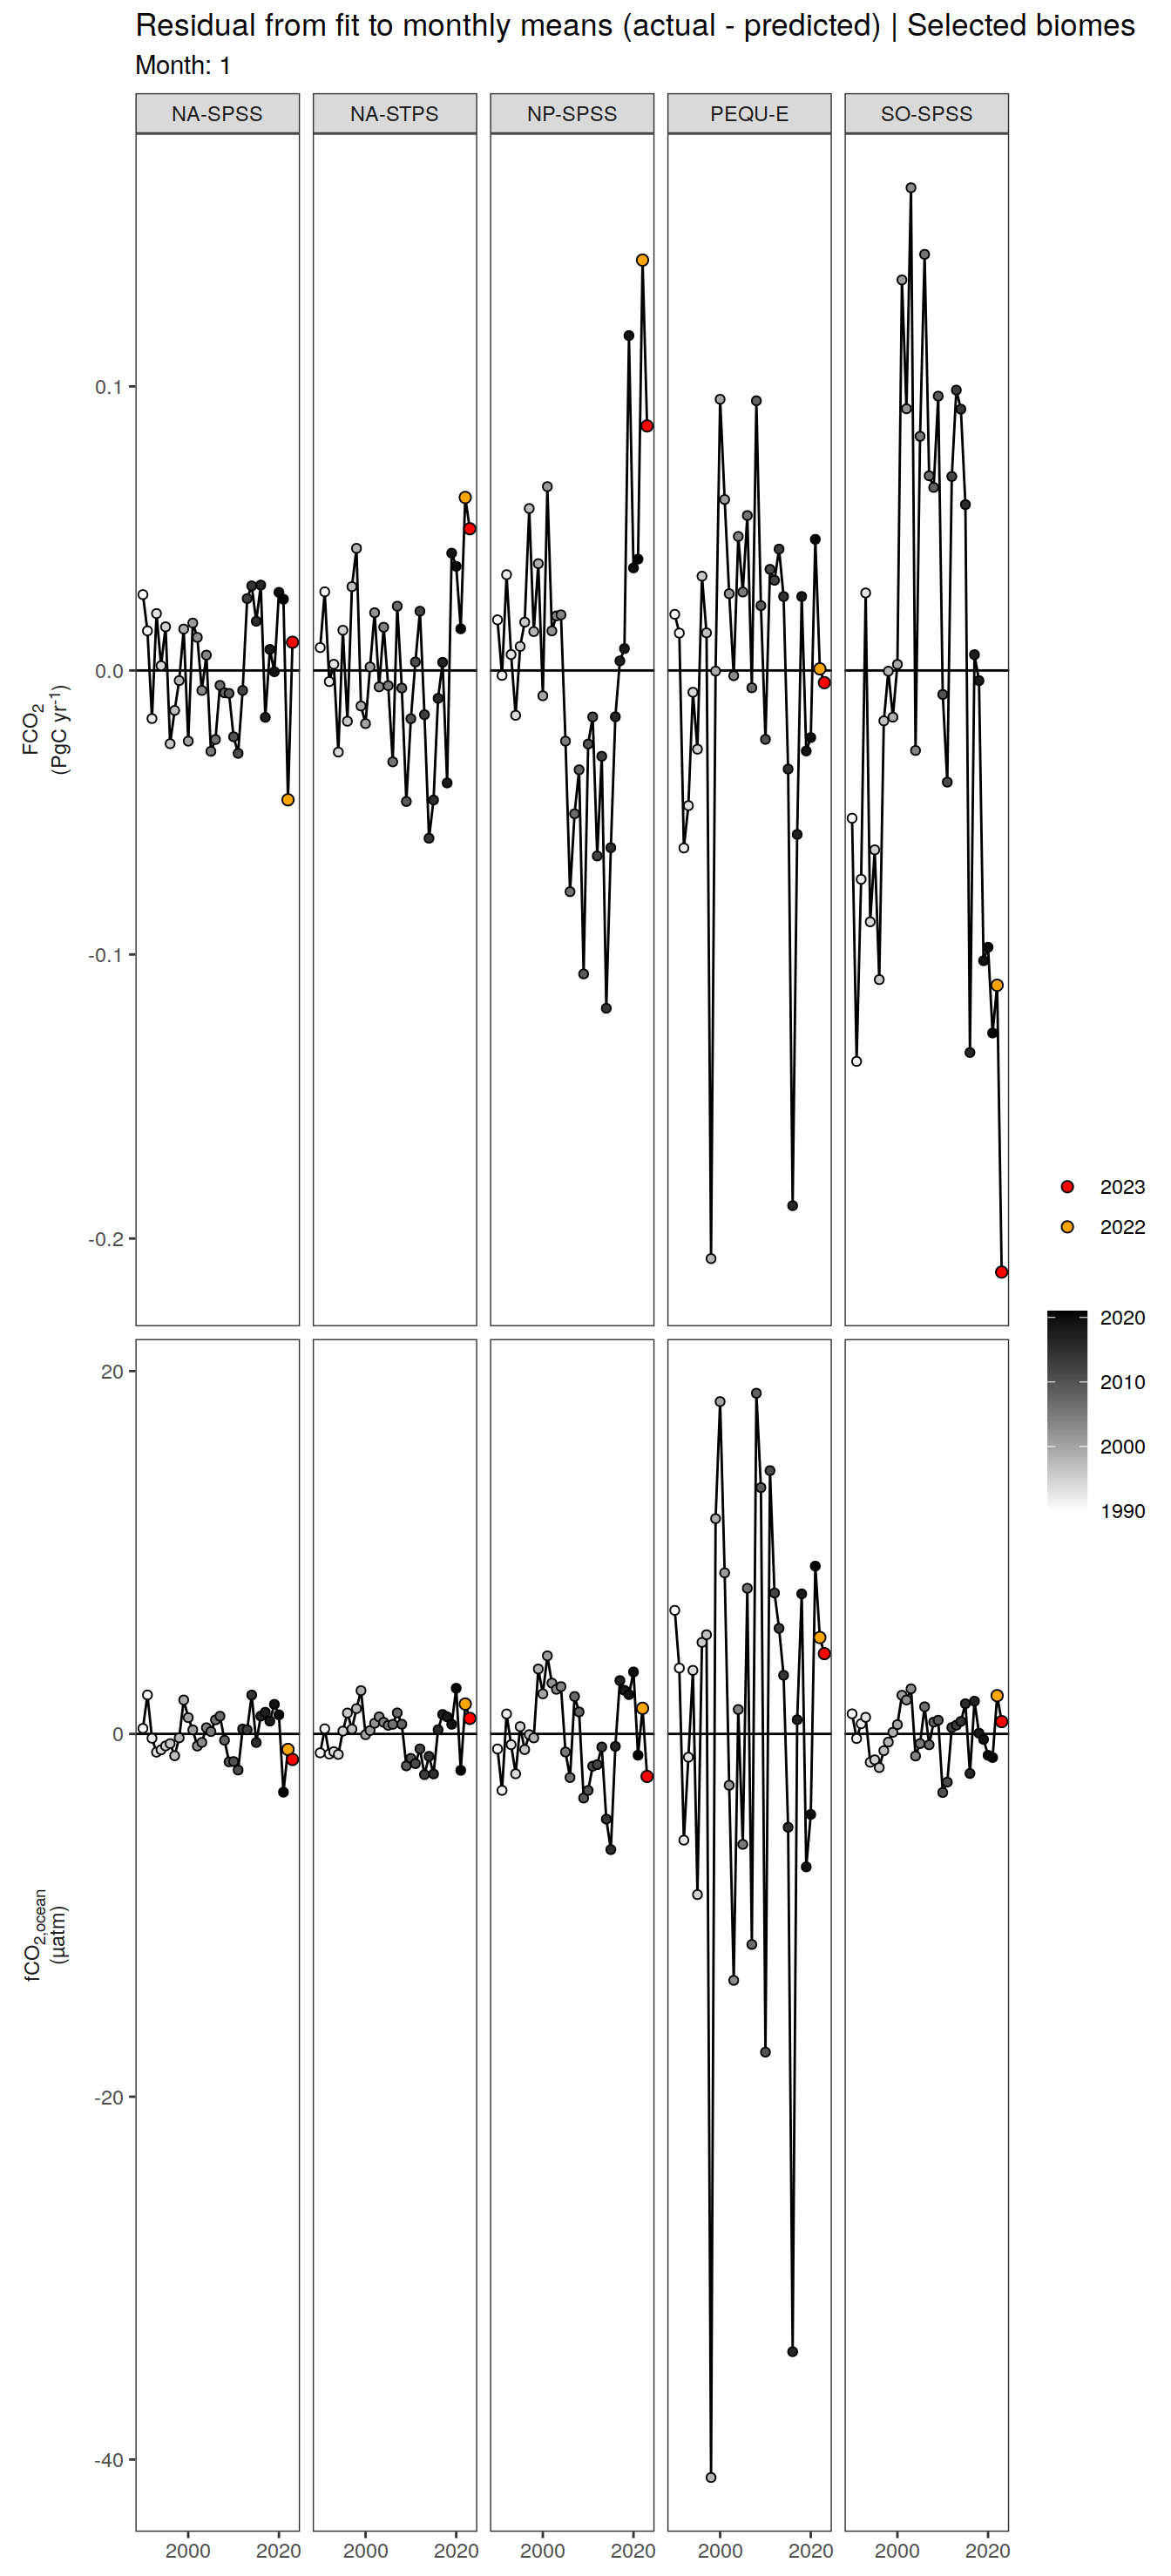 Residual from fit to monthly means (actual - predicted) | Selected biomes
Month: 1
NA-SPSS NA-STPS NP-SPSS PEQU-E SO-SPSS
FCO2
(PgC yr-1)
0.1
0.0
-0.1
-0.2
fCO2,ocean
(µatm)
20
0
-20
-40
2000 2020 2000 2020 2000 2020 2000 2020 2000 2020
2023
2022
2020
2010
2000
1990